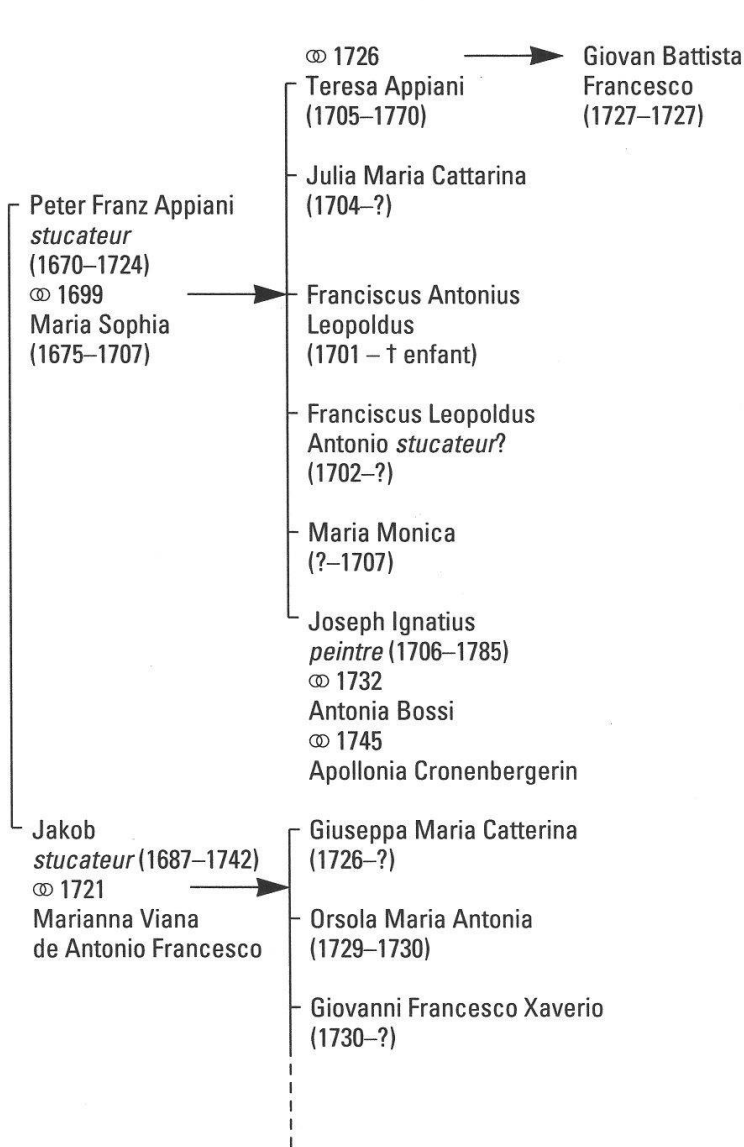 ⚭ 1726
Teresa Appiani
(1705–1770)
Giovan Battista
Francesco
(1727–1727)
Julia Maria Cattarina
(1704–?)
Peter Franz Appiani
stucateur
(1670–1724)
⚭ 1699
Maria Sophia
(1675–1707)
Franciscus Antonius
Leopoldus
(1701 – † enfant)
Franciscus Leopoldus
Antonio stucateur?
(1702–?)
Maria Monica
(?–1707)
Joseph Ignatius
peintre (1706–1785)
⚭ 1732
Antonia Bossi
⚭ 1745
Apollonia Cronenbergerin
Jakob
stucateur (1687–1742)
⚭ 1721
Marianna Viana
de Antonio Francesco
Giuseppa Maria Catterina
(1726–?)
Orsola Maria Antonia
(1729–1730)
Giovanni Francesco Xaverio
(1730–?)